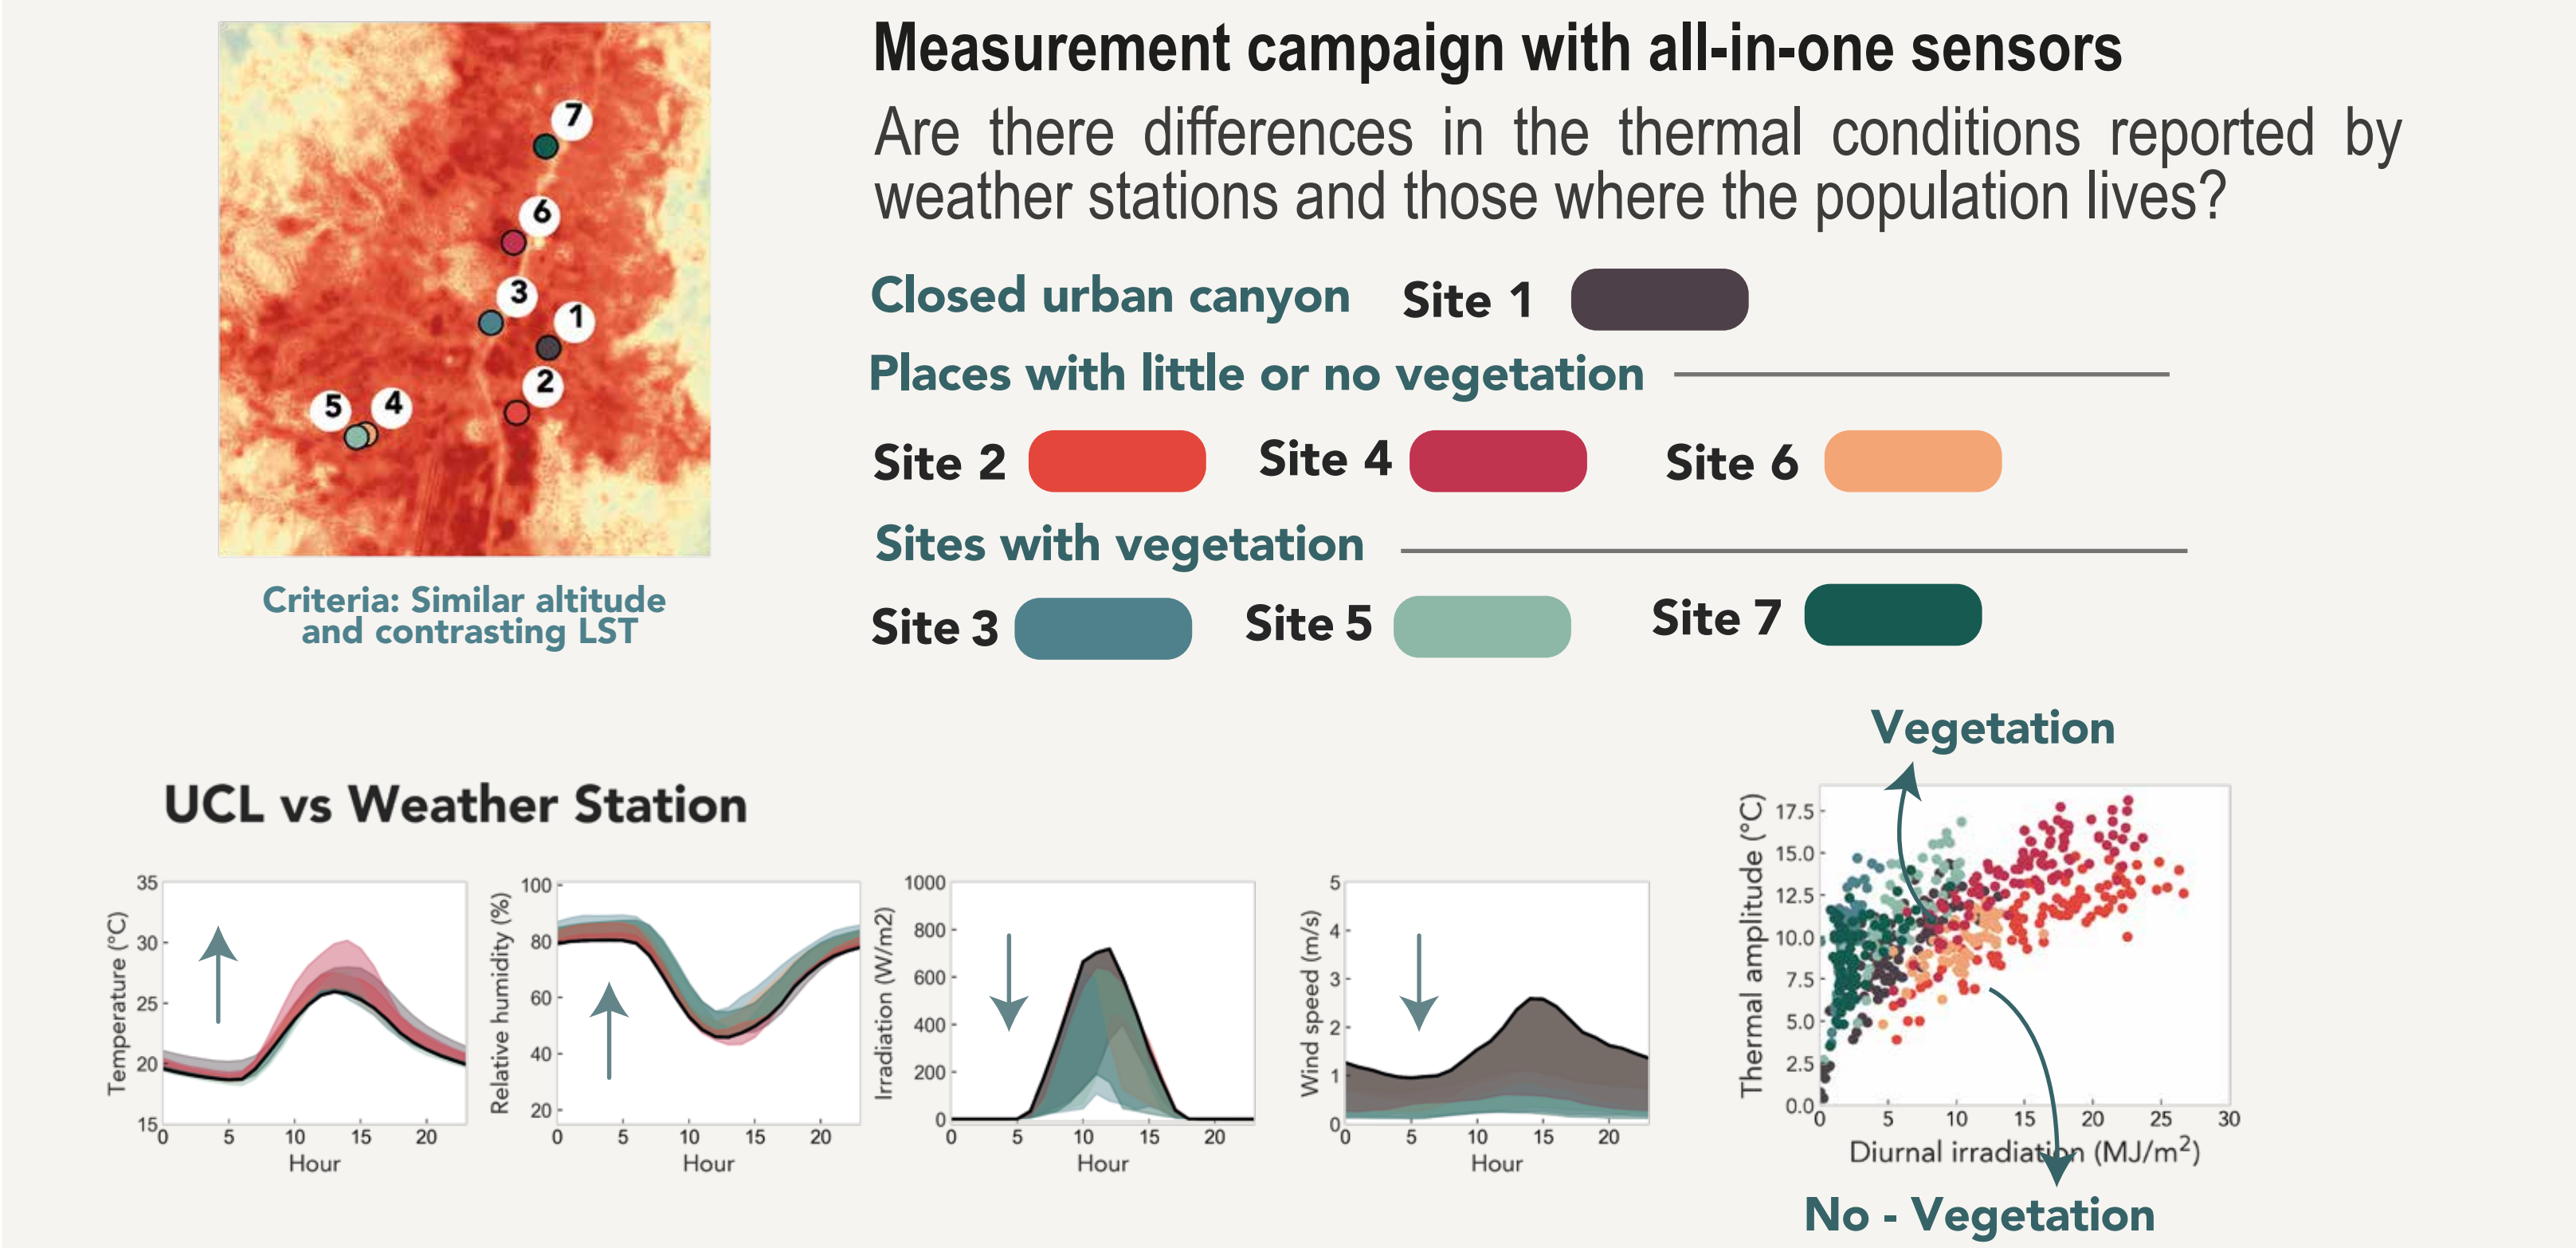 7
6
3
1
2
5
4
Criteria: Similar altitude
and contrasting LST
Measurement campaign with all-in-one sensors
Are there differences in the thermal conditions reported by
weather stations and those where the population lives?
Closed urban canyon Site 1
Places with little or no vegetation
Site 2 Site 4 Site 6
Sites with vegetation
Site 3 Site 5 Site 7
UCL vs Weather Station
Temperature (°C)
35
30
25
20
15
0 5 10 15 20
Hour
Relative humidity (%)
100
80
60
40
20
0 5 10 15 20
Hour
Irradiation (W/m2)
1000
800
600
400
200
0
0 5 10 15 20
Hour
Wind speed (m/s)
5
4
3
2
1
0
0 5 10 15 20
Hour
Vegetation
Thermal amplitude (°C)
17.5
15.0
12.5
10.0
7.5
5.0
2.5
0.0
0 5 10 15 20 25 30
Diurnal irradiation (MJ/m²)
No - Vegetation